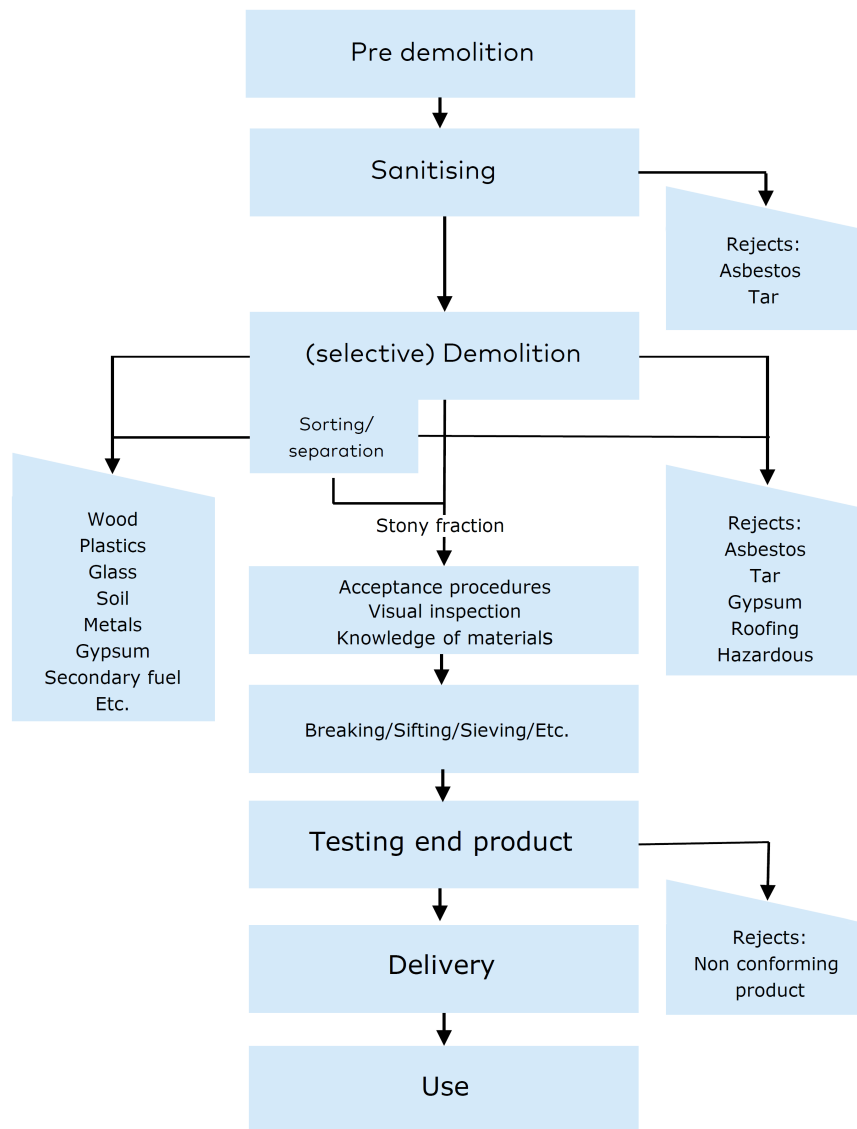 Pre demolition
Sanitising
Rejects:
Asbestos
Tar
(selective) Demolition
Sorting/
separation
Wood
Plastics
Glass
Soil
Metals
Gypsum
Secondary fuel
Etc.
Stony fraction
Rejects:
Asbestos
Tar
Gypsum
Roofing
Hazardous
Acceptance procedures
Visual inspection
Knowledge of materials
Breaking/Sifting/Sieving/Etc.
Testing end product
Rejects:
Non conforming
product
Delivery
Use